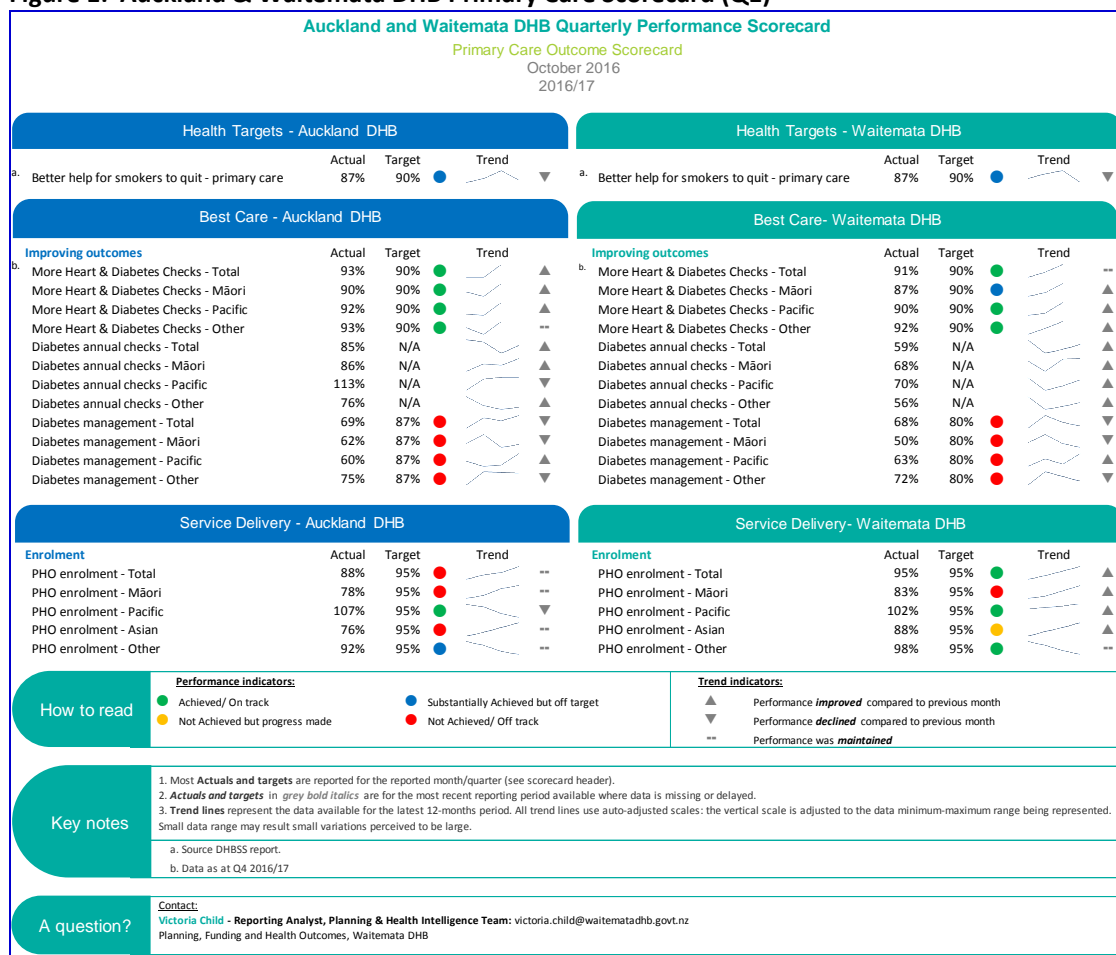 Figure 1: Auckland & Waitemata DHB Primary Care Scorecard (Q1)
Auckland and Waitemata DHB Quarterly Performance Scorecard
Primary Care Outcome Scorecard
October 2016
2016/17
Health Targets - Auckland DHB
Actual Target Trend
a. Better help for smokers to quit - primary care 87% 90% ▼
Best Care - Auckland DHB
Improving outcomes Actual Target Trend
b. More Heart & Diabetes Checks - Total 93% 90% ▲
More Heart & Diabetes Checks - Māori 90% 90% ▲
More Heart & Diabetes Checks - Pacific 92% 90% ▲
More Heart & Diabetes Checks - Other 93% 90% --
Diabetes annual checks - Total 85% N/A ▲
Diabetes annual checks - Māori 86% N/A ▲
Diabetes annual checks - Pacific 113% N/A ▼
Diabetes annual checks - Other 76% N/A ▲
Diabetes management - Total 69% 87% ▼
Diabetes management - Māori 62% 87% ▼
Diabetes management - Pacific 60% 87% ▲
Diabetes management - Other 75% 87% ▼
Service Delivery - Auckland DHB
Enrolment Actual Target Trend
PHO enrolment - Total 88% 95% --
PHO enrolment - Māori 78% 95% --
PHO enrolment - Pacific 107% 95% ▼
PHO enrolment - Asian 76% 95% --
PHO enrolment - Other 92% 95% --
Health Targets - Waitemata DHB
Actual Target Trend
a. Better help for smokers to quit - primary care 87% 90% ▼
Best Care- Waitemata DHB
Improving outcomes Actual Target Trend
b. More Heart & Diabetes Checks - Total 91% 90% --
More Heart & Diabetes Checks - Māori 87% 90% ▲
More Heart & Diabetes Checks - Pacific 90% 90% ▲
More Heart & Diabetes Checks - Other 92% 90% ▲
Diabetes annual checks - Total 59% N/A ▲
Diabetes annual checks - Māori 68% N/A ▲
Diabetes annual checks - Pacific 70% N/A ▲
Diabetes annual checks - Other 56% N/A ▲
Diabetes management - Total 68% 80% ▼
Diabetes management - Māori 50% 80% ▼
Diabetes management - Pacific 63% 80% ▲
Diabetes management - Other 72% 80% ▼
Service Delivery- Waitemata DHB
Enrolment Actual Target Trend
PHO enrolment - Total 95% 95% ▲
PHO enrolment - Māori 83% 95% ▲
PHO enrolment - Pacific 102% 95% ▲
PHO enrolment - Asian 88% 95% ▲
PHO enrolment - Other 98% 95% --
How to read
Performance indicators:
Achieved/ On track
Substantially Achieved but off target
Not Achieved but progress made
Not Achieved/ Off track
Trend indicators:
▲ Performance improved compared to previous month
▼ Performance declined compared to previous month
-- Performance was maintained
Key notes
1. Most Actuals and targets are reported for the reported month/quarter (see scorecard header).
2. Actuals and targets in grey bold italics are for the most recent reporting period available where data is missing or delayed.
3. Trend lines represent the data available for the latest 12-months period. All trend lines use auto-adjusted scales: the vertical scale is adjusted to the data minimum-maximum range being represented.
Small data range may result small variations perceived to be large.
a. Source DHBSS report.
b. Data as at Q4 2016/17
A question?
Contact:
Victoria Child - Reporting Analyst, Planning & Health Intelligence Team: victoria.child@waitematadhb.govt.nz
Planning, Funding and Health Outcomes, Waitemata DHB